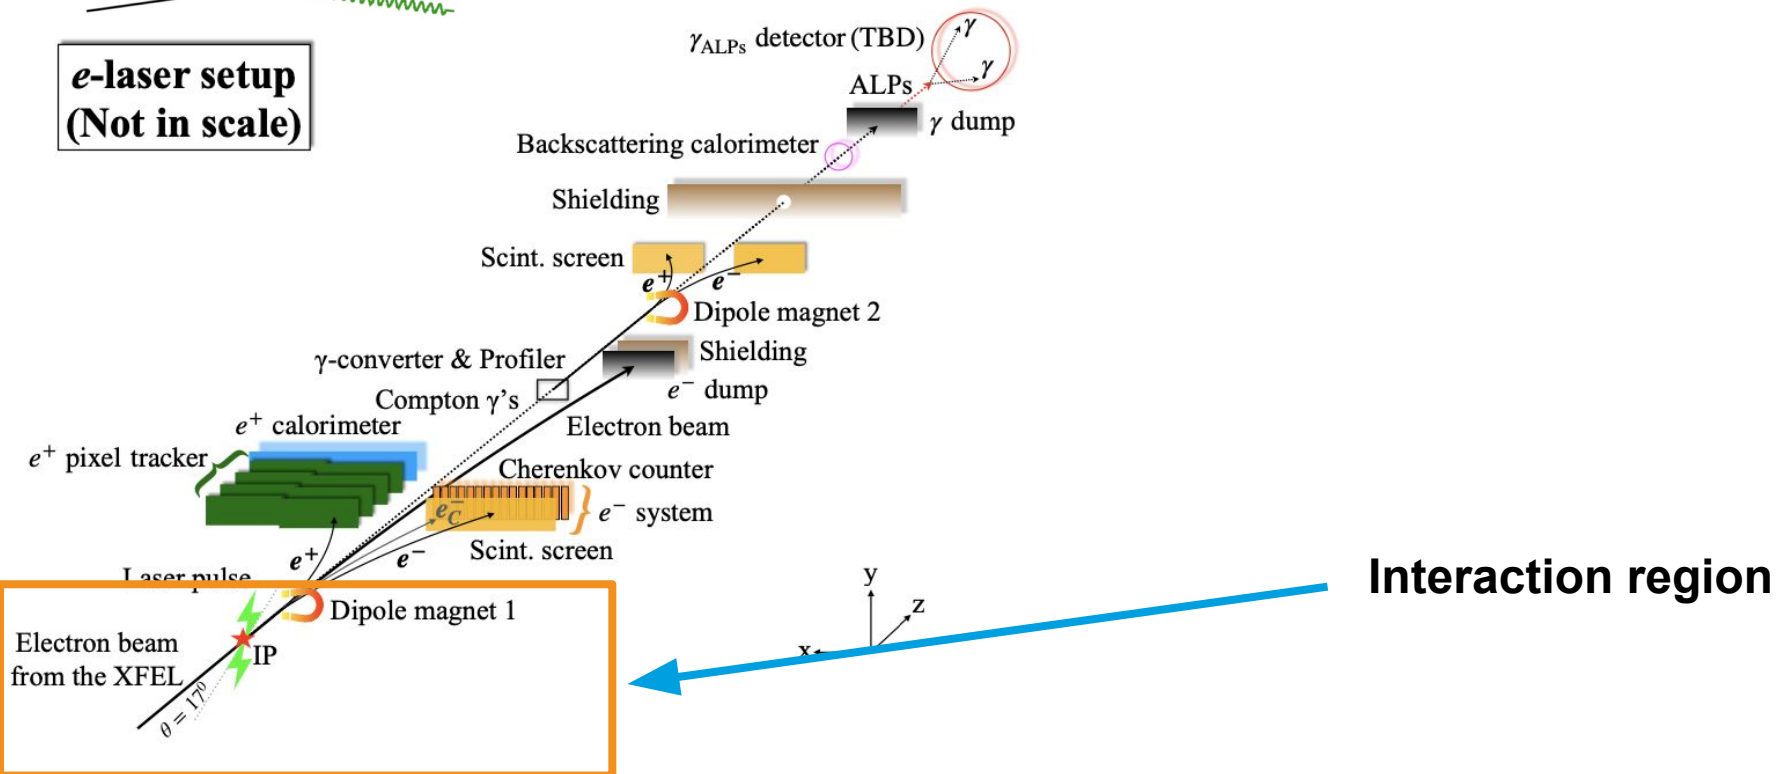 e-laser setup
(Not in scale)
γALPs detector (TBD)
γ
γ
ALPs
γ dump
Backscattering calorimeter
Shielding
Scint. screen
e+
e−
Dipole magnet 2
γ-converter & Profiler
Shielding
Compton γ's
e− dump
e+ calorimeter
Electron beam
e+ pixel tracker
Cherenkov counter
e−C
e− system
e+
e−
Scint. screen
Laser pulse
Dipole magnet 1
Electron beam
from the XFEL
IP
θ = 17⁰
y
z
x
Interaction region